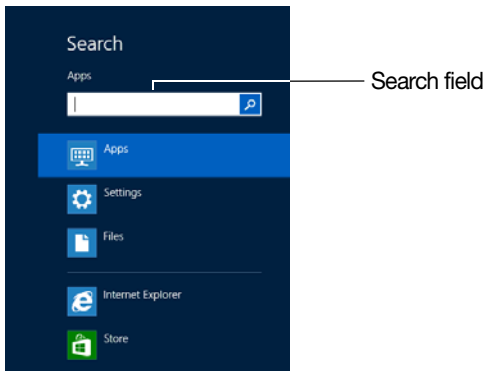 Search
Apps
Search field
Apps
Settings
Files
Internet Explorer
Store